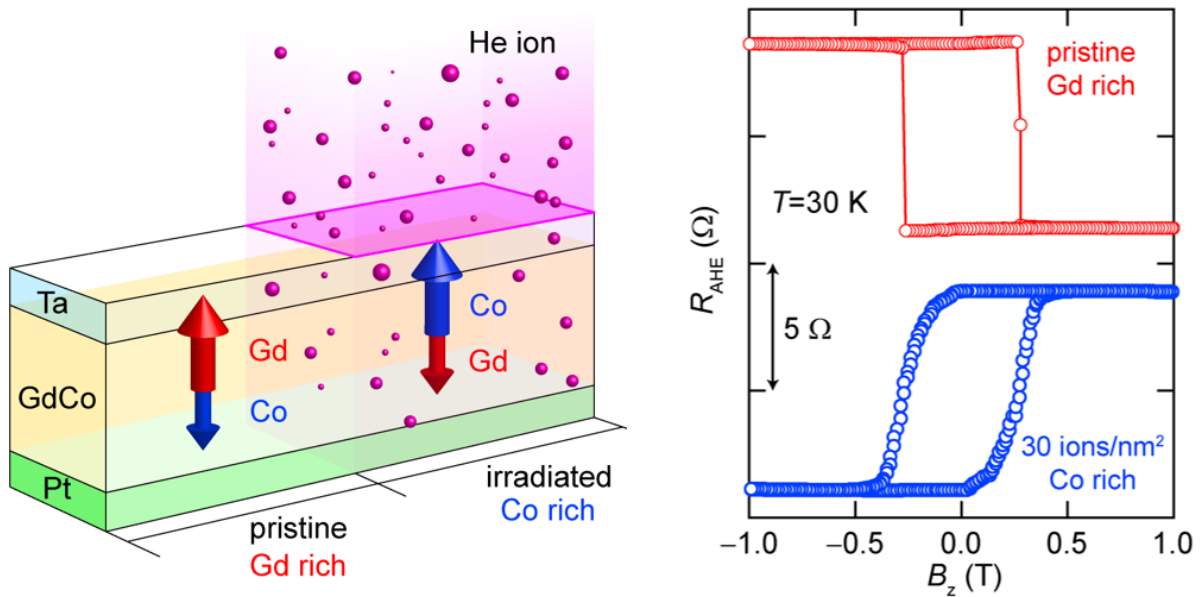 He ion
Ta
GdCo
Pt
Gd
Co
Co
Gd
pristine
Gd rich
irradiated
Co rich
R_AHE (Ω)
pristine
Gd rich
T=30 K
5 Ω
30 ions/nm²
Co rich
−1.0 −0.5 0.0 0.5 1.0
B_z (T)